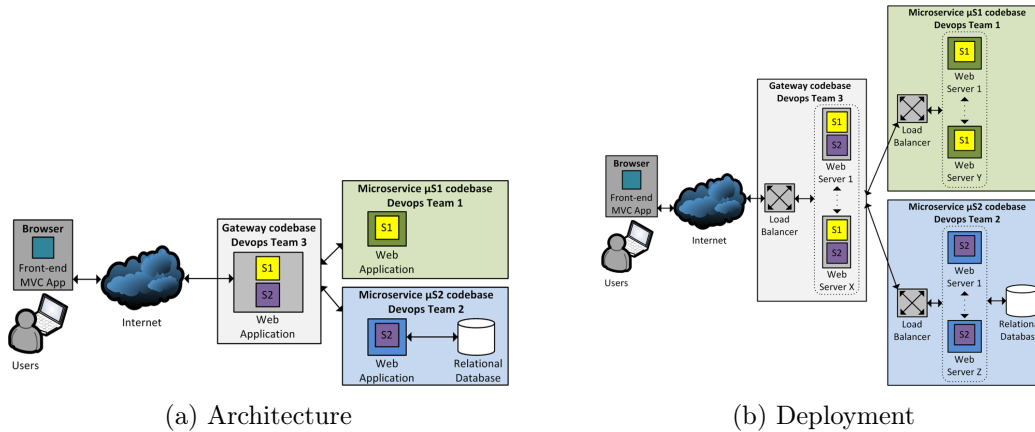 Browser
Front-end
MVC App
Users
Internet
Gateway codebase
Devops Team 3
S1
S2
Web
Application
Microservice µS1 codebase
Devops Team 1
S1
Web
Application
Microservice µS2 codebase
Devops Team 2
S2
Web
Application
Relational
Database
(a) Architecture
Browser
Front-end
MVC App
Users
Internet
Gateway codebase
Devops Team 3
Load
Balancer
S1
S2
Web
Server 1
S1
S2
Web
Server X
Microservice µS1 codebase
Devops Team 1
Load
Balancer
S1
Web
Server 1
S1
Web
Server Y
Microservice µS2 codebase
Devops Team 2
Load
Balancer
S2
Web
Server 1
S2
Web
Server Z
Relational
Database
(b) Deployment